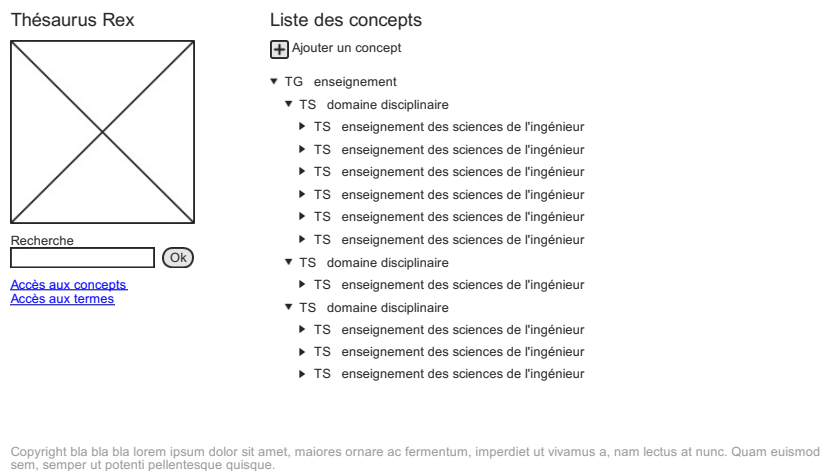 Thésaurus Rex
Recherche
Ok
Accès aux concepts
Accès aux termes
Liste des concepts
Ajouter un concept
TG enseignement
TS domaine disciplinaire
TS enseignement des sciences de l'ingénieur
TS enseignement des sciences de l'ingénieur
TS enseignement des sciences de l'ingénieur
TS enseignement des sciences de l'ingénieur
TS enseignement des sciences de l'ingénieur
TS enseignement des sciences de l'ingénieur
TS domaine disciplinaire
TS enseignement des sciences de l'ingénieur
TS domaine disciplinaire
TS enseignement des sciences de l'ingénieur
TS enseignement des sciences de l'ingénieur
TS enseignement des sciences de l'ingénieur
Copyright bla bla bla lorem ipsum dolor sit amet, maiores ornare ac fermentum, imperdiet ut vivamus a, nam lectus at nunc. Quam euismod
sem, semper ut potenti pellentesque quisque.